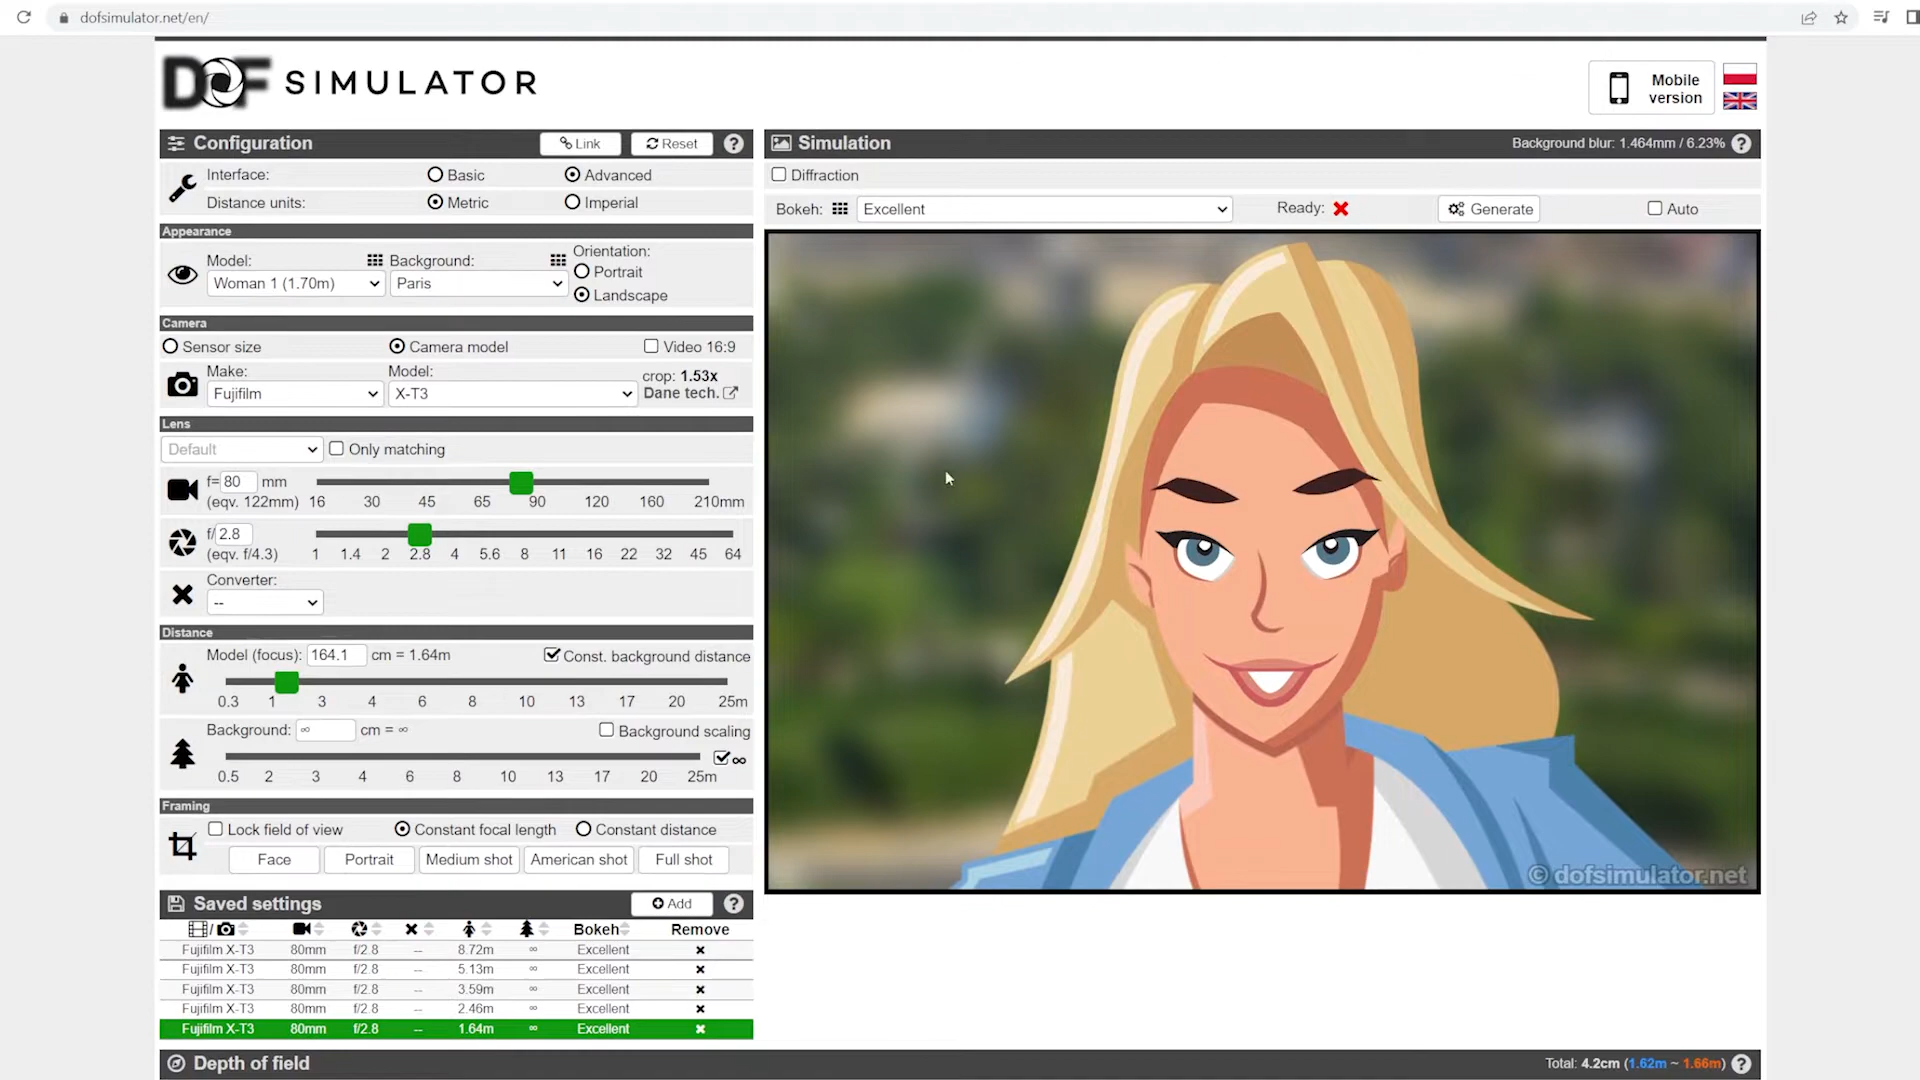 dofsimulator.net/en/
DOF SIMULATOR
Mobile version
Configuration Link Reset ?
Simulation Background blur: 1.464mm / 6.23% ?
Interface: Basic Advanced
Distance units: Metric Imperial
Diffraction
Bokeh: Excellent Ready: Generate Auto
Appearance
Model: Background: Orientation:
Woman 1 (1.70m) Paris Portrait
Landscape
Camera
Sensor size Camera model Video 16:9
Make: Model: crop: 1.53x
Fujifilm X-T3 Dane tech.
Lens
Default Only matching
f= 80 mm
(eqv. 122mm) 16 30 45 65 90 120 160 210mm
f/ 2.8
(eqv. f/4.3) 1 1.4 2 2.8 4 5.6 8 11 16 22 32 45 64
Converter:
--
Distance
Model (focus): 164.1 cm = 1.64m Const. background distance
0.3 1 3 4 6 8 10 13 17 20 25m
Background: ∞ cm = ∞ Background scaling
∞
0.5 2 3 4 6 8 10 13 17 20 25m
Framing
Lock field of view Constant focal length Constant distance
Face Portrait Medium shot American shot Full shot
© dofsimulator.net
Saved settings Add ?
/ Bokeh Remove
Fujifilm X-T3 80mm f/2.8 -- 8.72m ∞ Excellent
Fujifilm X-T3 80mm f/2.8 -- 5.13m ∞ Excellent
Fujifilm X-T3 80mm f/2.8 -- 3.59m ∞ Excellent
Fujifilm X-T3 80mm f/2.8 -- 2.46m ∞ Excellent
Fujifilm X-T3 80mm f/2.8 -- 1.64m ∞ Excellent
Depth of field Total: 4.2cm (1.62m ~ 1.66m) ?